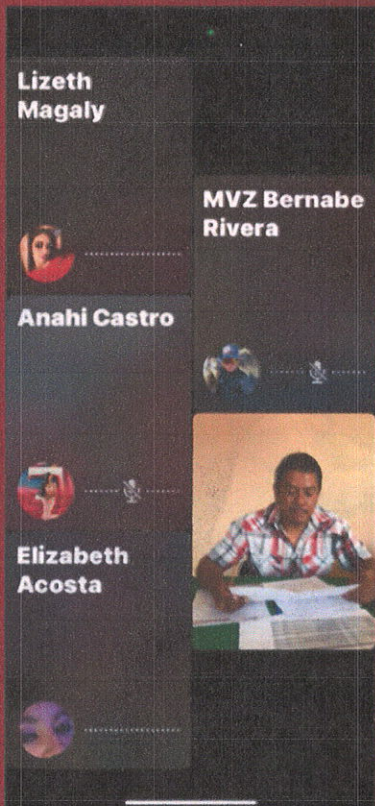 Lizeth
Magaly
MVZ Bernabe
Rivera
Anahi Castro
Elizabeth
Acosta